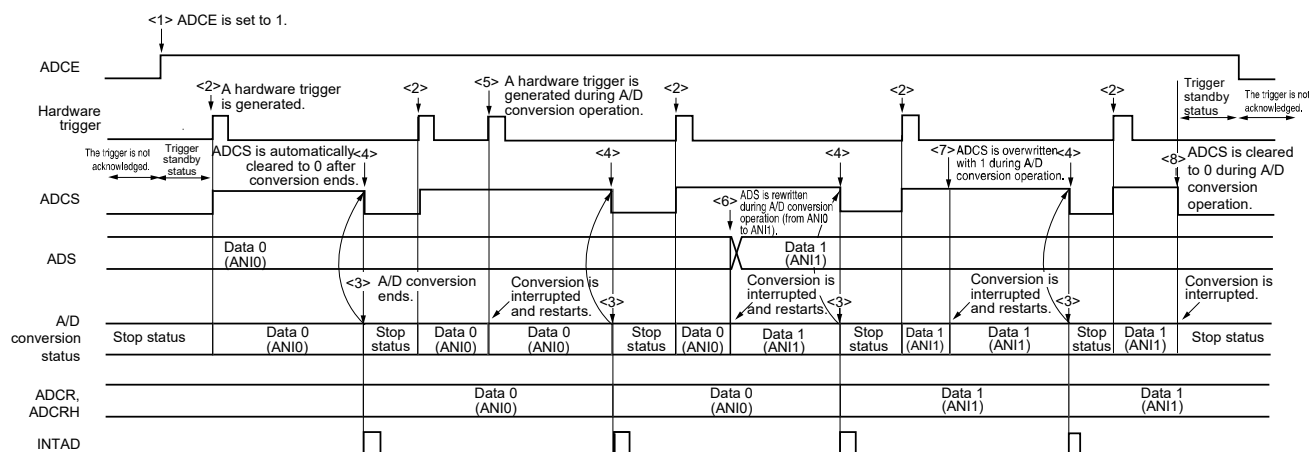 <1> ADCE is set to 1.
ADCE
<2> A hardware trigger
is generated.
<2>
<5> A hardware trigger is
generated during A/D
conversion operation.
<2>
<2>
<2>
Trigger
standby
status
The trigger is not
acknowledged.
Hardware
trigger
The trigger is not
acknowledged.
Trigger
standby
status
ADCS is automatically
cleared to 0 after
conversion ends.
<4>
<4>
<4>
<7> ADCS is overwritten
with 1 during A/D
conversion operation.
<4>
<8> ADCS is cleared
to 0 during A/D
conversion
operation.
ADCS
<6> ADS is rewritten
during A/D conversion
operation (from ANI0
to ANI1).
ADS
Data 0
(ANI0)
Data 1
(ANI1)
<3> A/D conversion
ends.
Conversion is
interrupted
and restarts.
<3>
Conversion is
interrupted
and restarts.
<3>
Conversion is
interrupted
and restarts.
<3>
Conversion is
interrupted.
A/D
conversion
status
Stop status
Data 0
(ANI0)
Stop
status
Data 0
(ANI0)
Data 0
(ANI0)
Stop
status
Data 0
(ANI0)
Data 1
(ANI1)
Stop
status
Data 1
(ANI1)
Data 1
(ANI1)
Stop
status
Data 1
(ANI1)
Stop status
ADCR,
ADCRH
Data 0
(ANI0)
Data 0
(ANI0)
Data 1
(ANI1)
Data 1
(ANI1)
INTAD